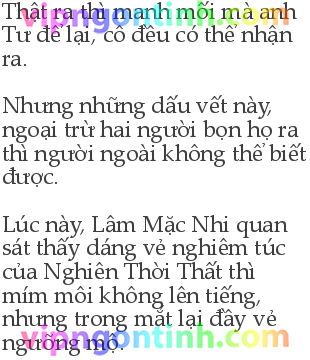 Thật ra thì manh mối mà anh
Tư để lại, cô đều có thể nhận
ra.
Nhưng những dấu vết này,
ngoại trừ hai người bọn họ ra
thì người ngoài không thể biết
được.
Lúc này, Lâm Mặc Nhi quan
sát thấy dáng vẻ nghiêm túc
của Nghiên Thời Thất thì
mím môi không lên tiếng,
nhưng trong mắt lại đầy vẻ
vipngontinh.com
ngưỡng mộ.